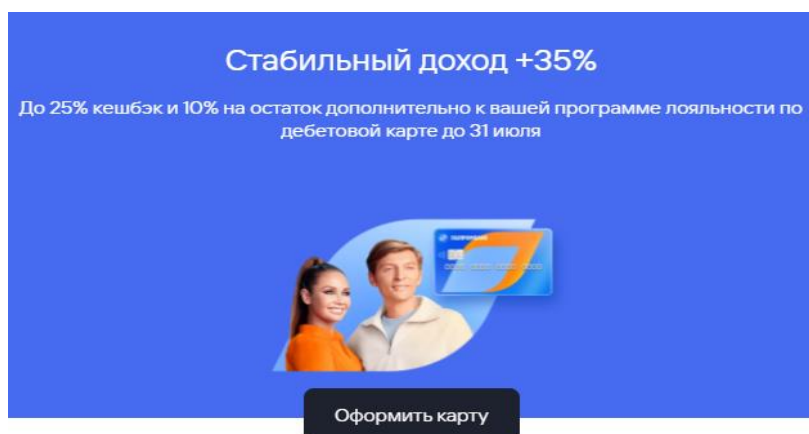 Стабильный доход +35%
До 25% кешбэк и 10% на остаток дополнительно к вашей программе лояльности по
дебетовой карте до 31 июля
Оформить карту